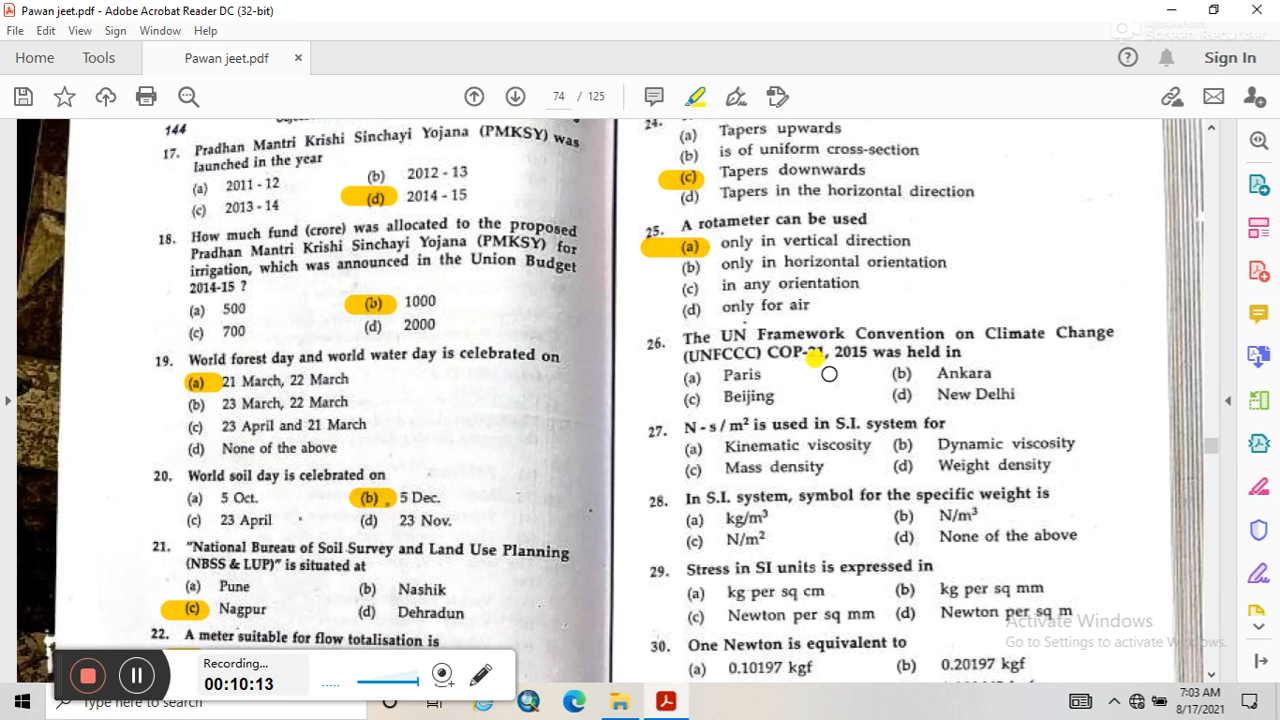 Pawan jeet.pdf - Adobe Acrobat Reader DC (32-bit)
File Edit View Sign Window Help
Screen Recorder
Home Tools Pawan jeet.pdf × Sign In
74 / 125
144
17. Pradhan Mantri Krishi Sinchayi Yojana (PMKSY) was
launched in the year
(a) 2011 - 12 (b) 2012 - 13
(c) 2013 - 14 (d) 2014 - 15
18. How much fund (crore) was allocated to the proposed
Pradhan Mantri Krishi Sinchayi Yojana (PMKSY) for
irrigation, which was announced in the Union Budget
2014-15 ?
(a) 500 (b) 1000
(c) 700 (d) 2000
19. World forest day and world water day is celebrated on
(a) 21 March, 22 March
(b) 23 March, 22 March
(c) 23 April and 21 March
(d) None of the above
20. World soil day is celebrated on
(a) 5 Oct. (b) 5 Dec.
(c) 23 April (d) 23 Nov.
21. "National Bureau of Soil Survey and Land Use Planning
(NBSS & LUP)" is situated at
(a) Pune (b) Nashik
(c) Nagpur (d) Dehradun
22. A meter suitable for flow totalisation is
24.
(a) Tapers upwards
(b) is of uniform cross-section
(c) Tapers downwards
(d) Tapers in the horizontal direction
25. A rotameter can be used
(a) only in vertical direction
(b) only in horizontal orientation
(c) in any orientation
(d) only for air
26. The UN Framework Convention on Climate Change
(UNFCCC) COP-21, 2015 was held in
(a) Paris (b) Ankara
(c) Beijing (d) New Delhi
27. N - s / m² is used in S.I. system for
(a) Kinematic viscosity (b) Dynamic viscosity
(c) Mass density (d) Weight density
28. In S.I. system, symbol for the specific weight is
(a) kg/m³ (b) N/m³
(c) N/m² (d) None of the above
29. Stress in SI units is expressed in
(a) kg per sq cm (b) kg per sq mm
(c) Newton per sq mm (d) Newton per sq m
30. One Newton is equivalent to
(a) 0.10197 kgf (b) 0.20197 kgf
Activate Windows
Go to Settings to activate Windows.
Recording...
00:10:13
Type here to search
7:03 AM
8/17/2021